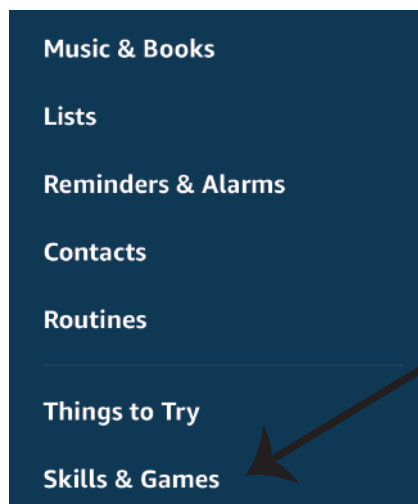 Music & Books
Lists
Reminders & Alarms
Contacts
Routines
Things to Try
Skills & Games